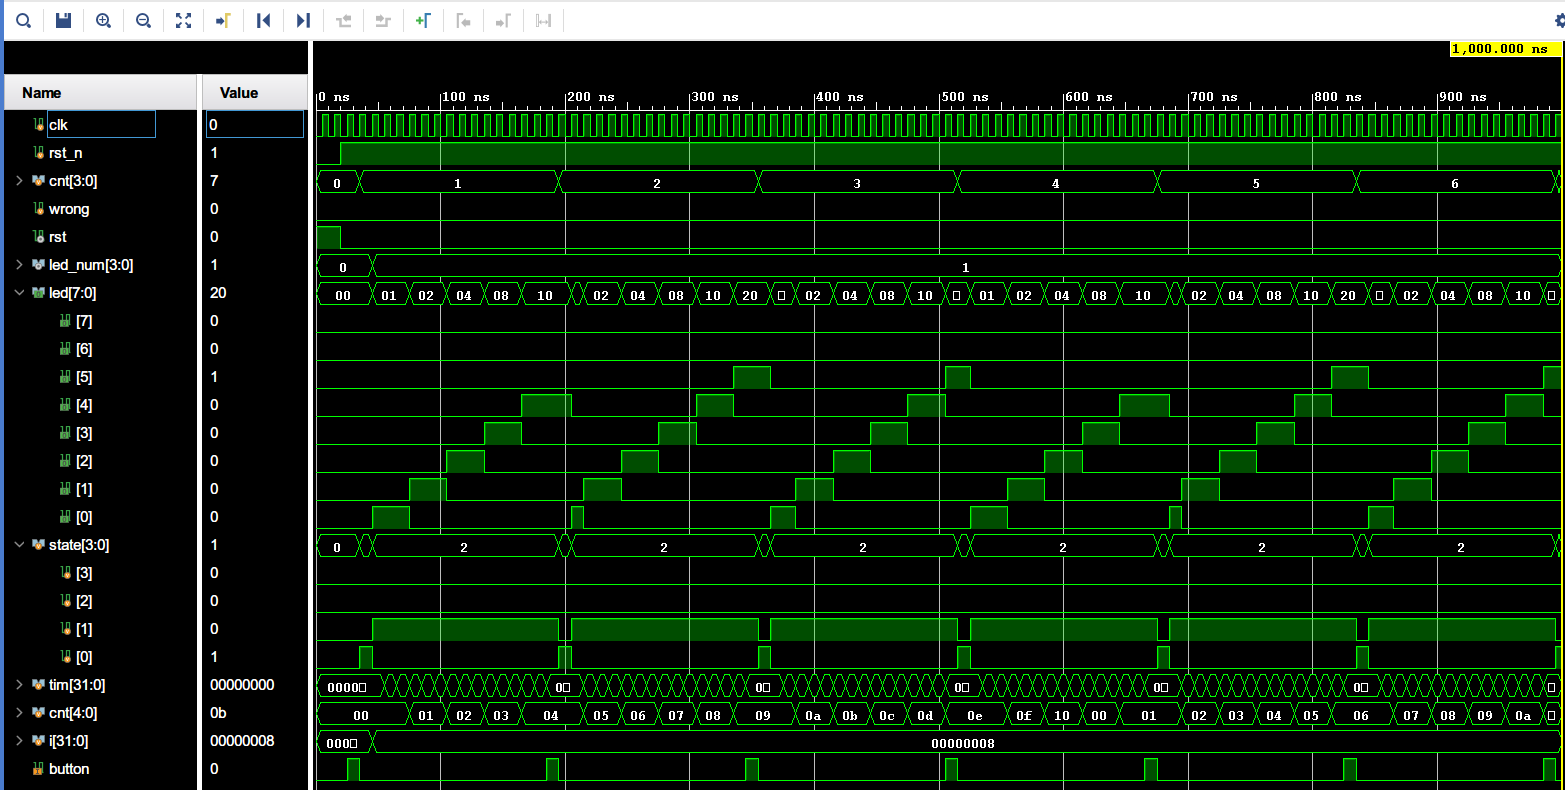 1,000.000 ns
Name Value 0 ns 100 ns 200 ns 300 ns 400 ns 500 ns 600 ns 700 ns 800 ns 900 ns
clk 0
rst_n 1
cnt[3:0] 7 0 1 2 3 4 5 6
wrong 0
rst 0
led_num[3:0] 1 0 1
led[7:0] 20 00 01 02 04 08 10 02 04 08 10 20 02 04 08 10 01 02 04 08 10 02 04 08 10 20 02 04 08 10
[7] 0
[6] 0
[5] 1
[4] 0
[3] 0
[2] 0
[1] 0
[0] 0
state[3:0] 1 0 2 2 2 2 2 2
[3] 0
[2] 0
[1] 0
[0] 1
tim[31:0] 00000000 0000 0 0 0 0 0
cnt[4:0] 0b 00 01 02 03 04 05 06 07 08 09 0a 0b 0c 0d 0e 0f 10 00 01 02 03 04 05 06 07 08 09 0a
i[31:0] 00000008 000 00000008
button 0